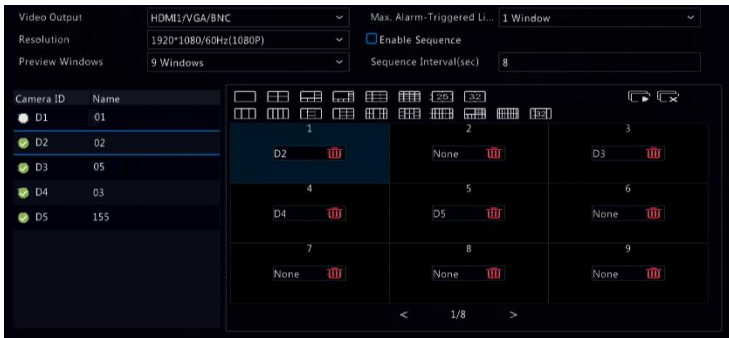 Video Output HDMI1/VGA/BNC Max. Alarm-Triggered Li... 1 Window
Resolution 1920*1080/60Hz(1080P) Enable Sequence
Preview Windows 9 Windows Sequence Interval(sec) 8
Camera ID Name
25 32
D1 01
32
1 2 3
D2 02
D2 None D3
D3 05
4 5 6
D4 03
D4 D5 None
D5 155
7 8 9
None None None
< 1/8 >